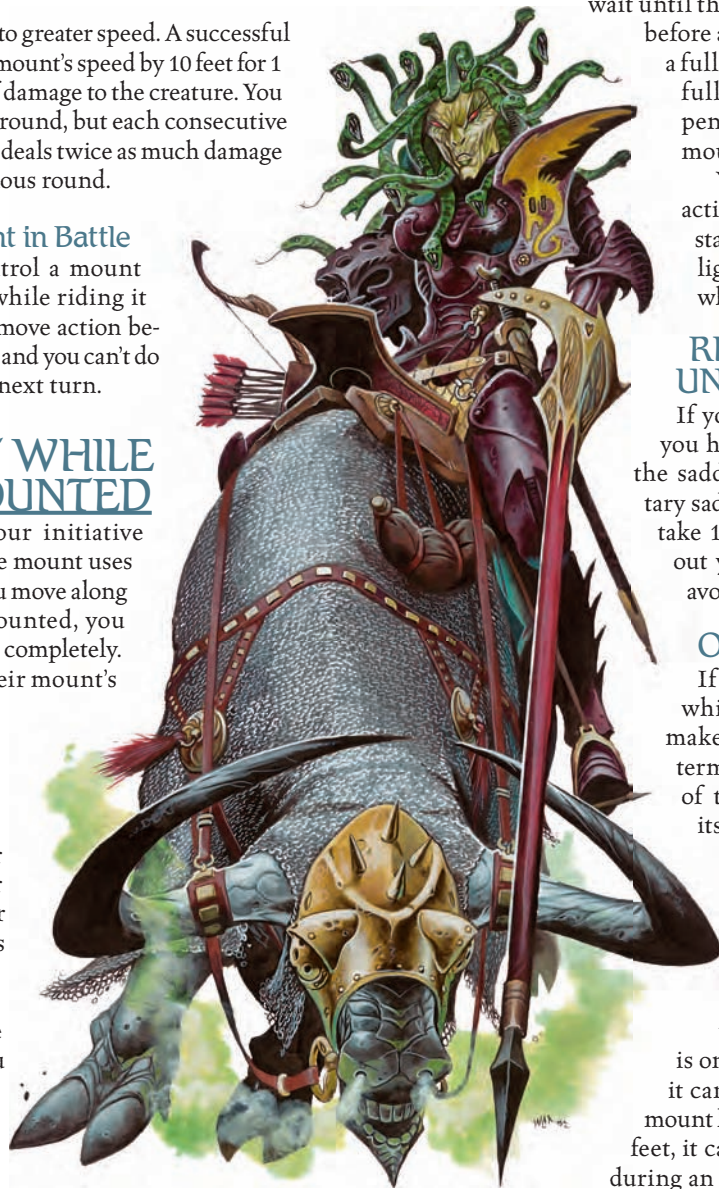 to greater speed. A successful
mount's speed by 10 feet for 1
damage to the creature. You
round, but each consecutive
deals twice as much damage
ous round.
nt in Battle
trol a mount
while riding it
move action be-
and you can't do
next turn.
WHILE
OUNTED
our initiative
e mount uses
u move along
ounted, you
completely.
eir mount's
wait until th
before a
a full
full
pen
mou
acti
sta
lig
wh
RI
UN
If yo
you h
the sadd
tary sad
take 1
out y
avo
O
If
whi
make
term
of t
its
is on
it car
mount
feet, it ca
during an